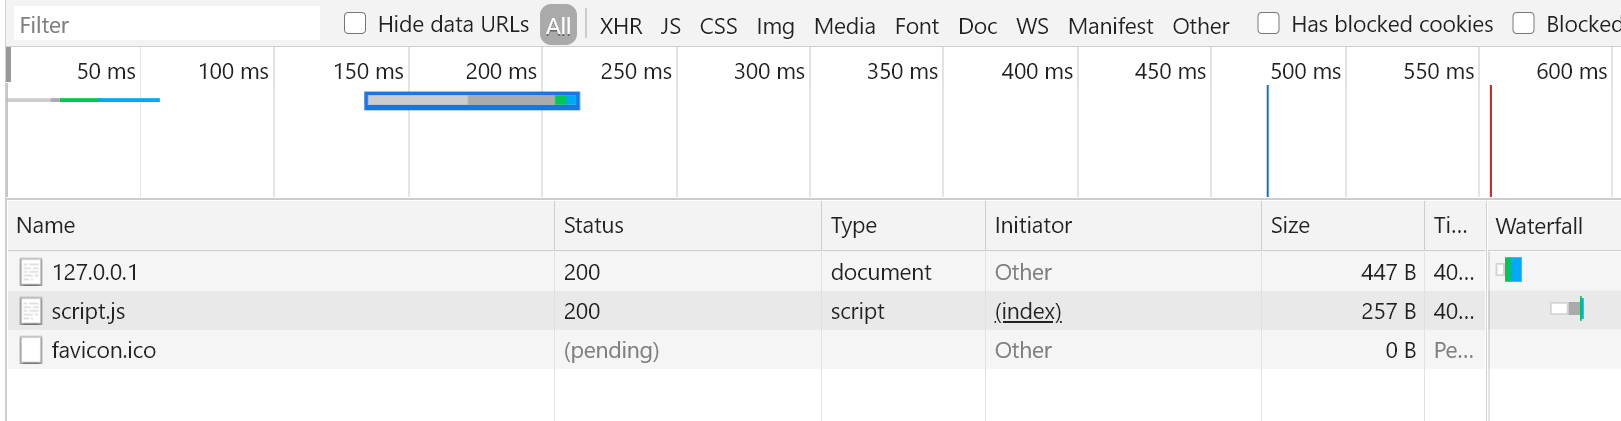 Filter Hide data URLs All XHR JS CSS Img Media Font Doc WS Manifest Other Has blocked cookies Blocked
50 ms 100 ms 150 ms 200 ms 250 ms 300 ms 350 ms 400 ms 450 ms 500 ms 550 ms 600 ms
Name Status Type Initiator Size Ti... Waterfall
127.0.0.1 200 document Other 447 B 40...
script.js 200 script (index) 257 B 40...
favicon.ico (pending) Other 0 B Pe...